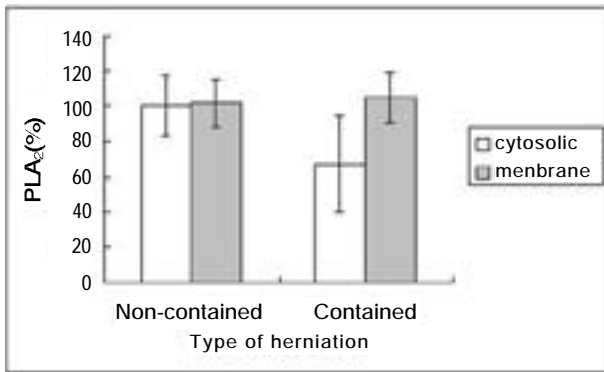 140
120
100
80
60
40
20
0
PLA₂(%)
Non-contained Contained
Type of herniation
cytosolic
menbrane